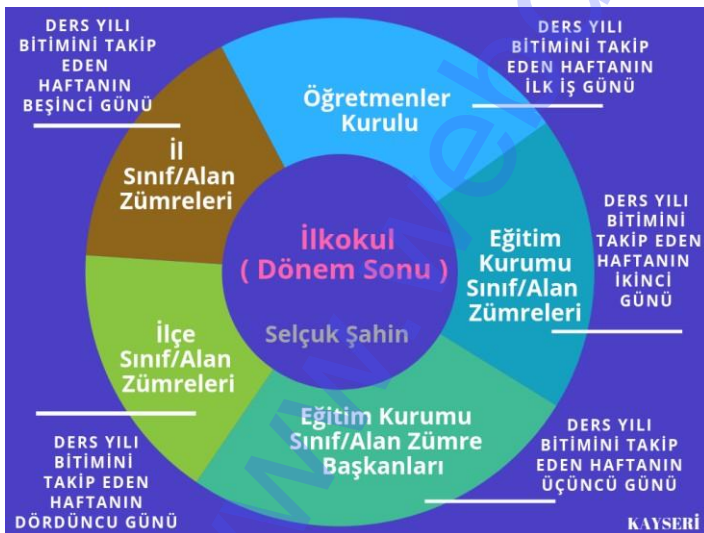 DERS YILI
BİTİMİNİ TAKİP
EDEN
HAFTANIN
BEŞİNCİ GÜNÜ
DERS YILI
BİTİMİNİ TAKİP
EDEN HAFTANIN
İLK İŞ GÜNÜ
Öğretmenler
Kurulu
İl
Sınıf/Alan
Zümreleri
İlkokul
( Dönem Sonu )
Selçuk Şahin
Eğitim
Kurumu
Sınıf/Alan
Zümreleri
DERS YILI
BİTİMİNİ
TAKİP EDEN
HAFTANIN
İKİNCİ
GÜNÜ
İlçe
Sınıf/Alan
Zümreleri
Eğitim Kurumu
Sınıf/Alan Zümre
Başkanları
DERS YILI
BİTİMİNİ
TAKİP EDEN
HAFTANIN
DÖRDÜNCÜ GÜNÜ
DERS YILI
BİTİMİNİ TAKİP
EDEN HAFTANIN
ÜÇÜNCÜ GÜNÜ
KAYSERİ